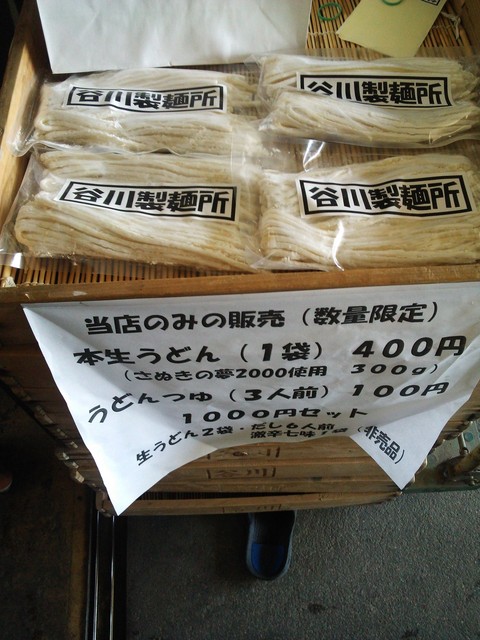 谷川製麺所
谷川製麺所
谷川製麺所
谷川製麺所
当店のみの販売（数量限定）
本生うどん（１袋）４００円
（さぬきの夢2000使用　300g）
うどんつゆ（３人前）１００円
１０００円セット
生うどん２袋・だし６人前
激辛七味１袋（非売品）
谷川